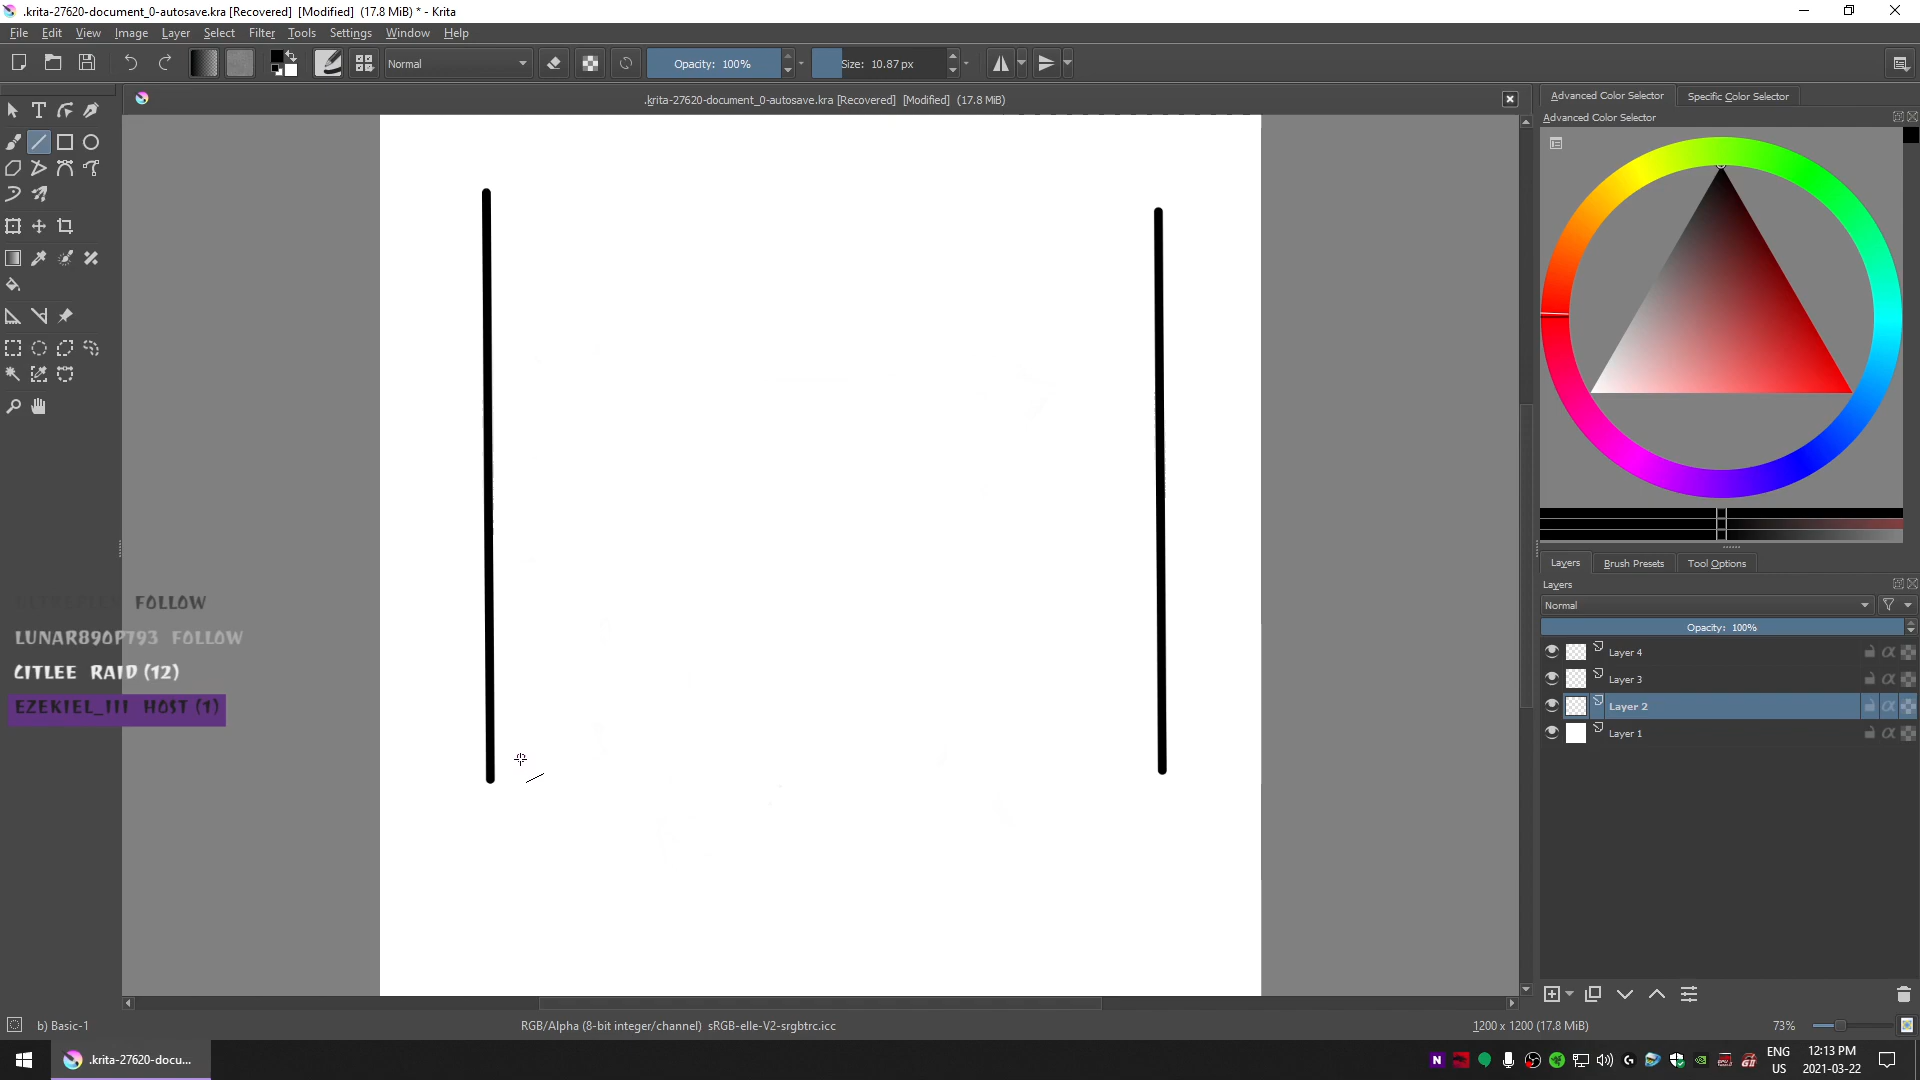 .krita-27620-document_0-autosave.kra [Recovered] [Modified] (17.8 MiB) * - Krita
File Edit View Image Layer Select Filter Tools Settings Window Help
Normal Opacity: 100% Size: 10.87 px
.krita-27620-document_0-autosave.kra [Recovered] [Modified] (17.8 MiB)
Advanced Color Selector Specific Color Selector
Advanced Color Selector
Layers Brush Presets Tool Options
Layers
Normal
Opacity: 100%
Layer 4
Layer 3
Layer 2
Layer 1
FOLLOW
LUNAR890P793 FOLLOW
CITLEE RAID (12)
EZEKIEL_III HOST (1)
b) Basic-1
RGB/Alpha (8-bit integer/channel) sRGB-elle-V2-srgbtrc.icc
1200 x 1200 (17.8 MiB)
73%
.krita-27620-docu...
ENG
US
12:13 PM
2021-03-22